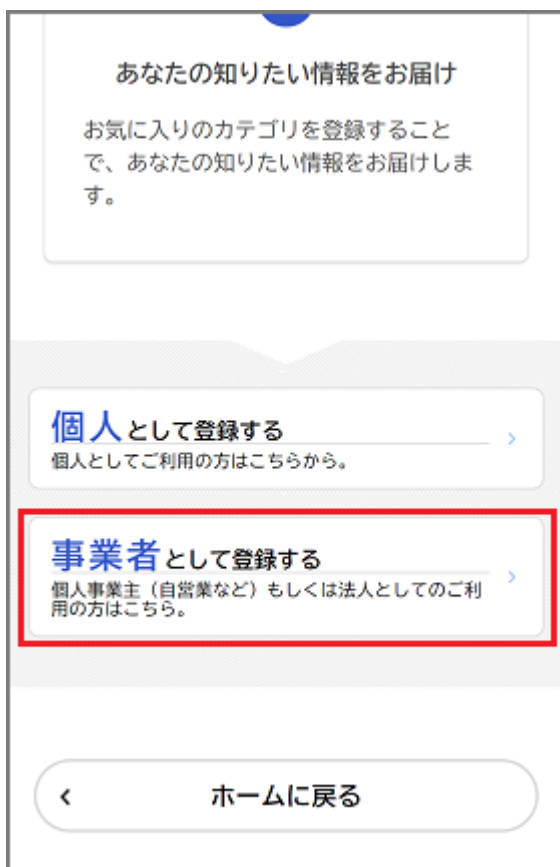 あなたの知りたい情報をお届け
お気に入りのカテゴリを登録すること
で、あなたの知りたい情報をお届けしま
す。
個人として登録する
個人としてご利用の方はこちらから。
事業者として登録する
個人事業主（自営業など）もしくは法人としてのご利
用の方はこちら。
ホームに戻る